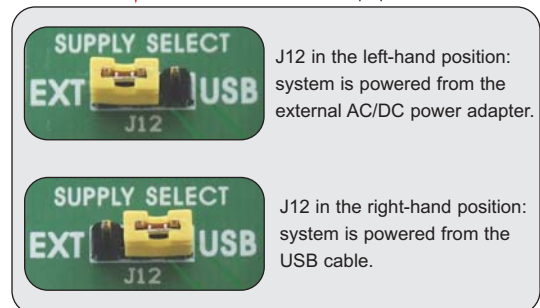 SUPPLY SELECT
EXT USB
J12
J12 in the left-hand position:
system is powered from the
external AC/DC power adapter.
SUPPLY SELECT
EXT USB
J12
J12 in the right-hand position:
system is powered from the
USB cable.